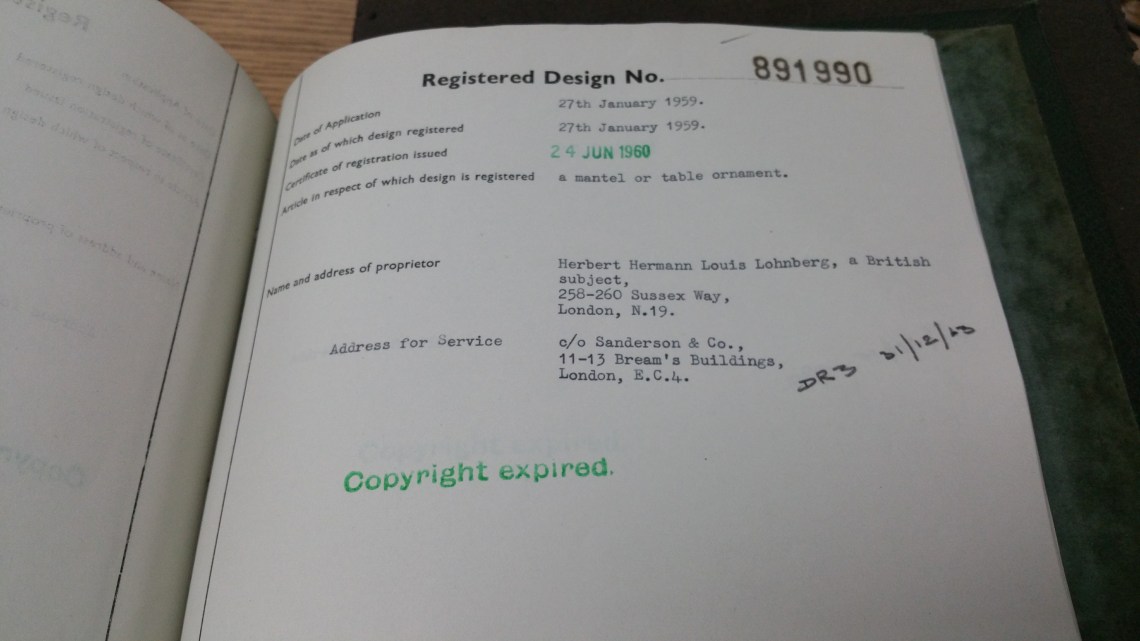 Registered Design No. 891990
Date of Application 27th January 1959.
Date as of which design registered 27th January 1959.
Certificate of registration issued 24 JUN 1960
Article in respect of which design is registered a mantel or table ornament.
Name and address of proprietor Herbert Hermann Louis Lohnberg, a British
subject,
258-260 Sussex Way,
London, N.19.
Address for Service c/o Sanderson & Co.,
11-13 Bream's Buildings,
London, E.C.4.
DR3 31/12/63
Copyright expired.